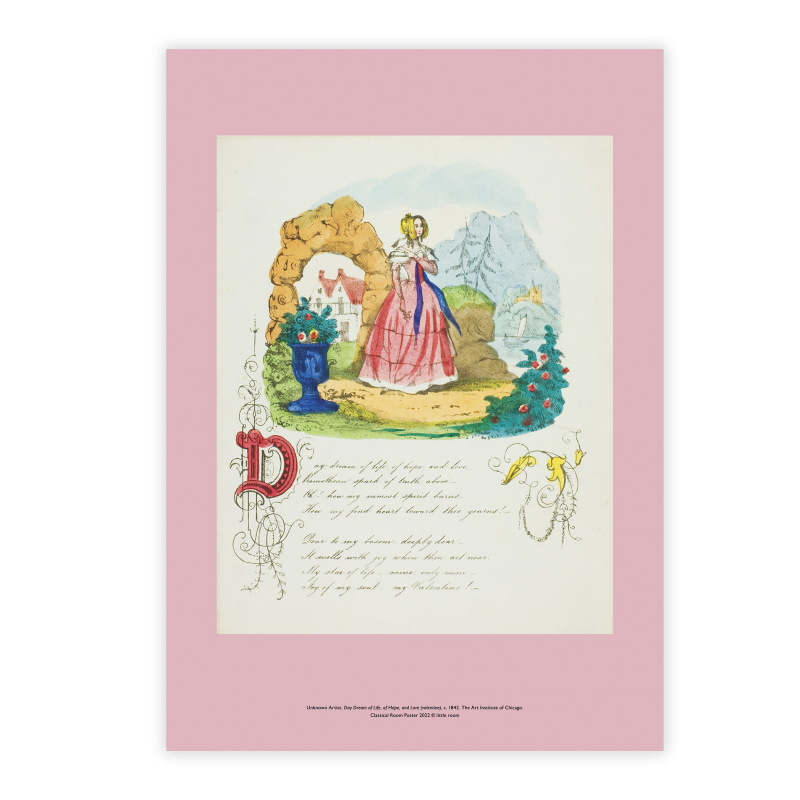 Day dream of life, of hope, and love,
Promethean spark of truth above—
Oh! how my inmost spirit burns—
How my fond heart toward thee yearns!—
Dear to my bosom, deeply dear—
It swells with joy when thou art near!
My star of life—mine, only mine—
Joy of my soul—my Valentine!—
Unknown Artist. Day Dream of Life, of Hope, and Love (valentine), c. 1842. The Art Institute of Chicago.
Classical Room Poster 2022 © little room